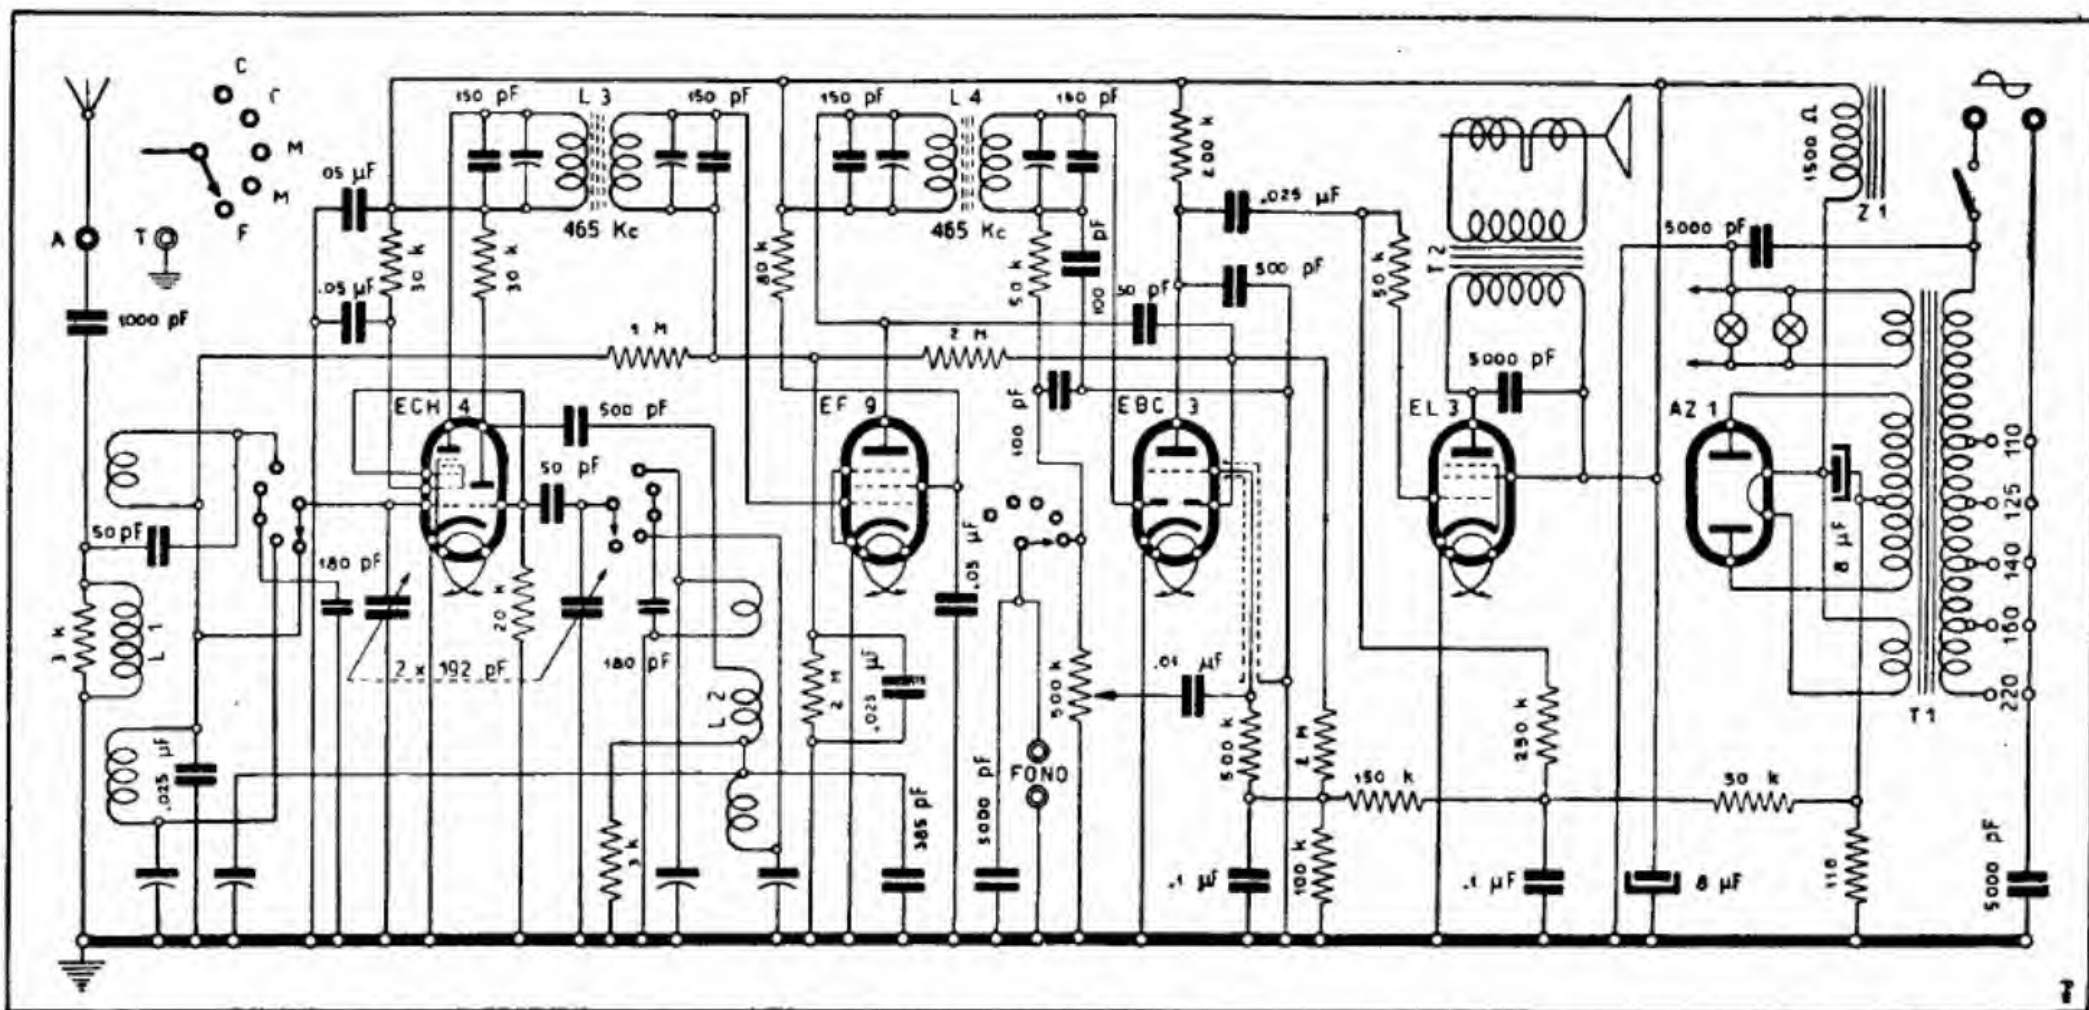 C
C
M
M
F
A
T
1000 pF
.05 µF
.05 µF
150 pF
L 3
150 pF
465 Kc
30 k
30 k
150 pF
L 4
150 pF
465 Kc
80 k
50 k
100 pF
200 k
.025 µF
500 pF
50 pF
50 k
T 2
1500 Ω
Z 1
5000 pF
1 M
2 M
5000 pF
100 pF
ECH 4
500 pF
EF 9
EBC 3
EL 3
AZ 1
110
125
140
160
220
T 1
50 pF
50 pF
180 pF
20 k
.05 µF
8 µF
3 k
L 1
2 x 192 pF
180 pF
L 2
2 M
.025 µF
500 k
.01 µF
500 k
2 M
250 k
.025 µF
FONO
150 k
50 k
3 k
385 pF
5000 pF
.1 µF
100 k
.1 µF
8 µF
110
5000 pF